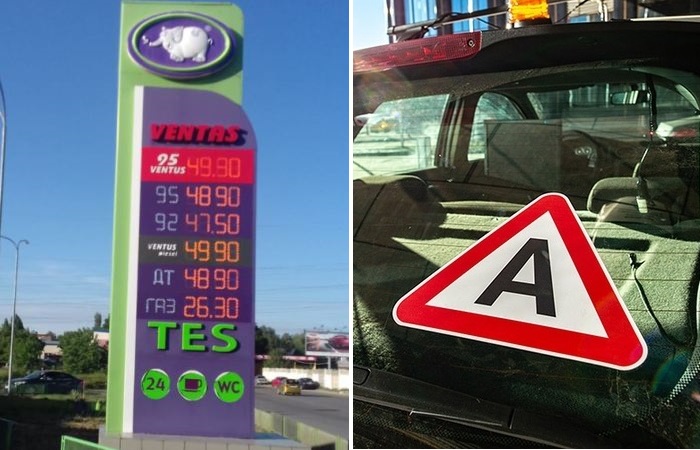 VENTAS
95 VENTUS 49.90
95 48 90
92 47.50
VENTUS Diesel 49 90
ДТ 48 90
ГАЗ 26.30
TES
24 WC
A